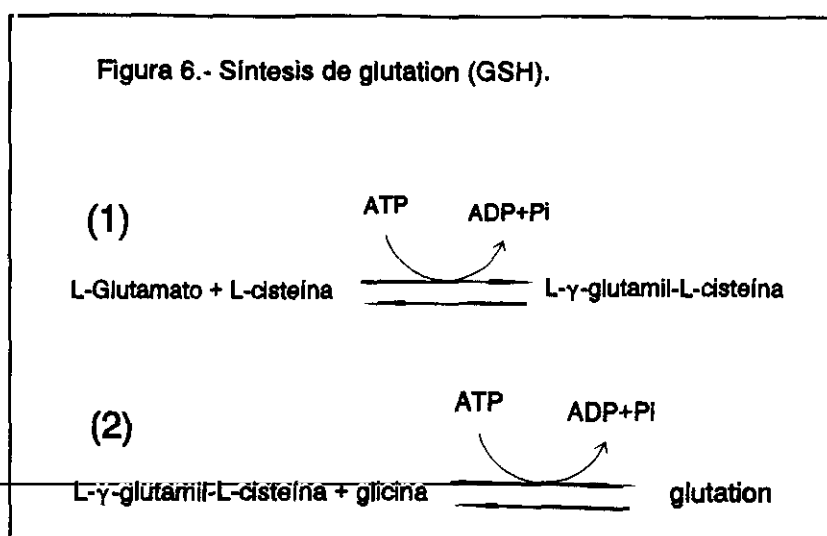 Figura 6.- Síntesis de glutation (GSH).
(1)
ATP ADP+Pi
L-Glutamato + L-cisteína L-γ-glutamil-L-cisteína
(2)
ATP ADP+Pi
L-γ-glutamil-L-cisteína + glicina glutation